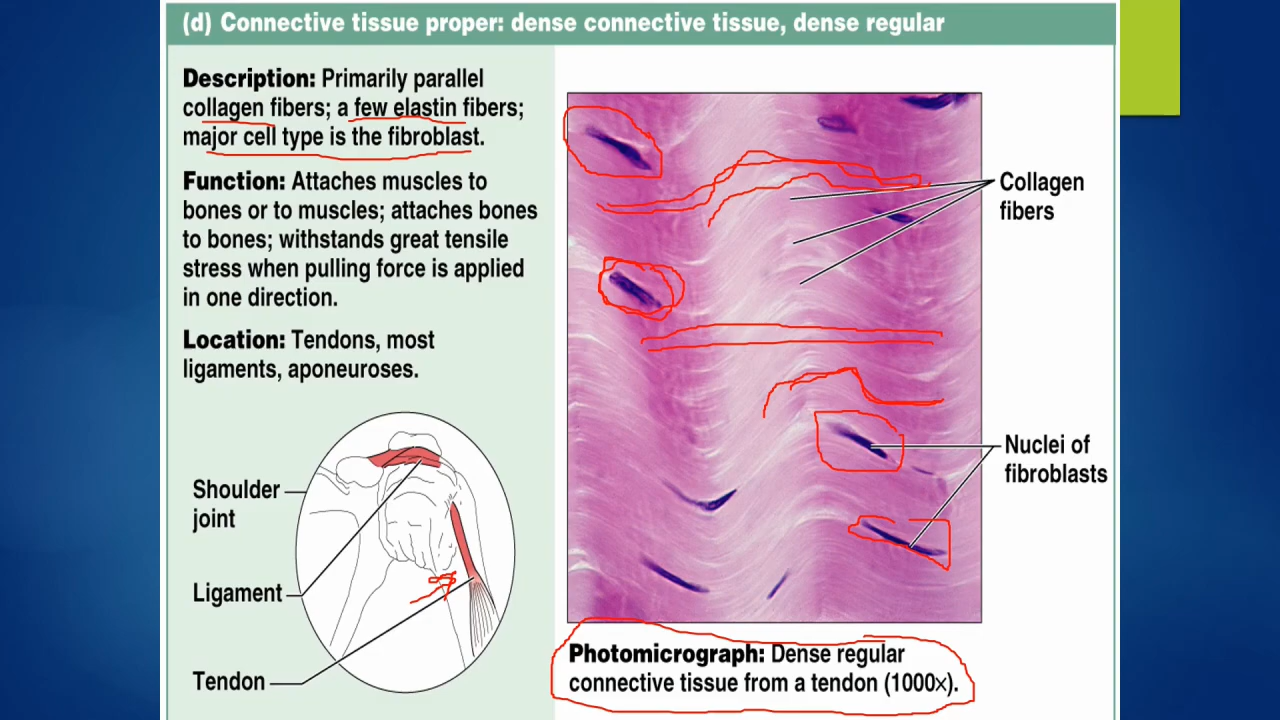 (d) Connective tissue proper: dense connective tissue, dense regular
Description: Primarily parallel
collagen fibers; a few elastin fibers;
major cell type is the fibroblast.
Function: Attaches muscles to
bones or to muscles; attaches bones
to bones; withstands great tensile
stress when pulling force is applied
in one direction.
Location: Tendons, most
ligaments, aponeuroses.
Shoulder
joint
Ligament
Tendon
Collagen
fibers
Nuclei of
fibroblasts
Photomicrograph: Dense regular
connective tissue from a tendon (1000×).